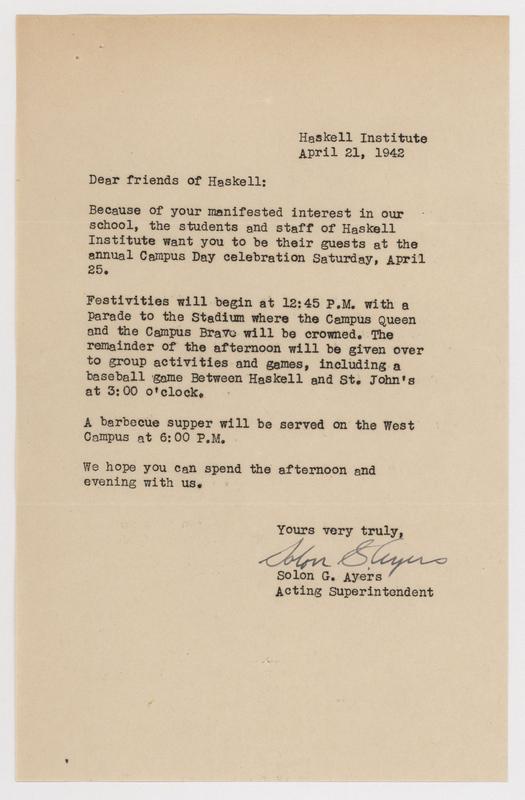 Haskell Institute
April 21, 1942
Dear friends of Haskell:
Because of your manifested interest in our
school, the students and staff of Haskell
Institute want you to be their guests at the
annual Campus Day celebration Saturday, April
25.
Festivities will begin at 12:45 P.M. with a
parade to the Stadium where the Campus Queen
and the Campus Brave will be crowned. The
remainder of the afternoon will be given over
to group activities and games, including a
baseball game Between Haskell and St. John's
at 3:00 o'clock.
A barbecue supper will be served on the West
Campus at 6:00 P.M.
We hope you can spend the afternoon and
evening with us.
Yours very truly,
Solon G Ayers
Solon G. Ayers
Acting Superintendent